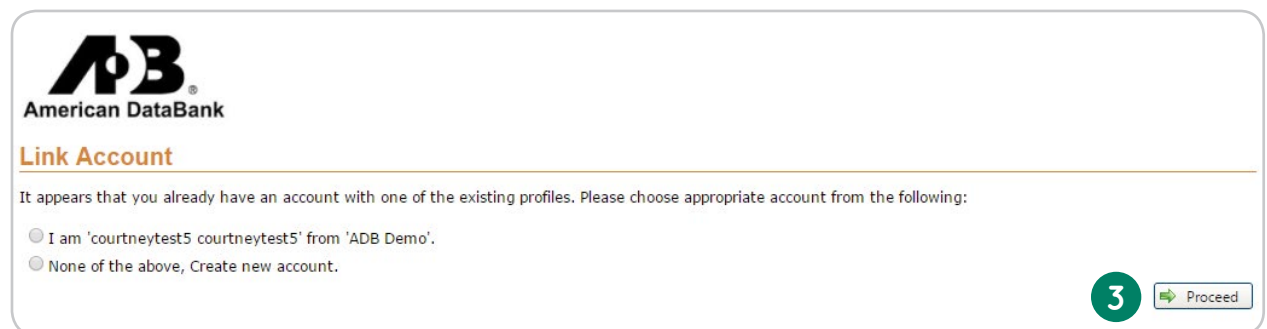 ADB®
American DataBank
Link Account
It appears that you already have an account with one of the existing profiles. Please choose appropriate account from the following:
I am 'courtneytest5 courtneytest5' from 'ADB Demo'.
None of the above, Create new account.
3 Proceed